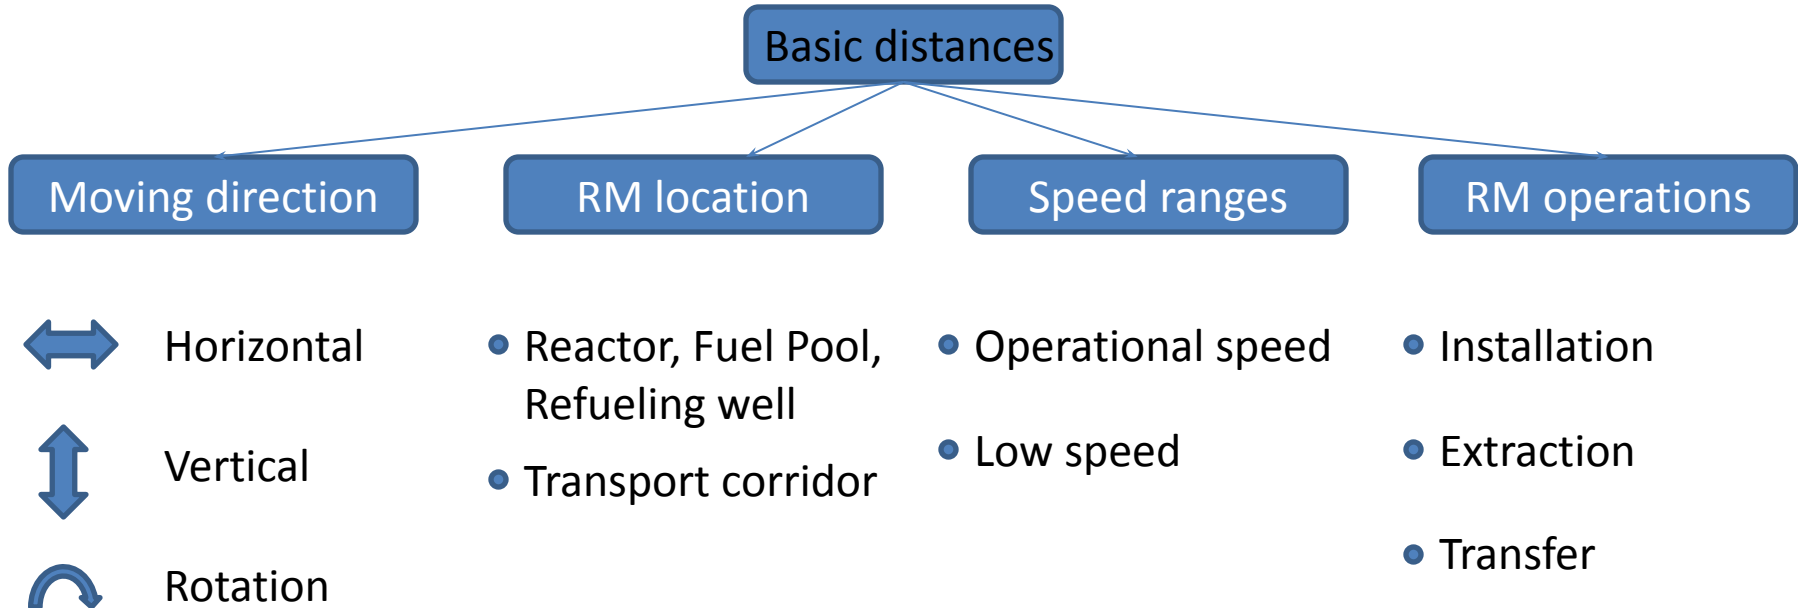 Basic distances
Moving direction
RM location
Speed ranges
RM operations
Horizontal
Vertical
Rotation
Reactor, Fuel Pool,
Refueling well
Transport corridor
Operational speed
Low speed
Installation
Extraction
Transfer